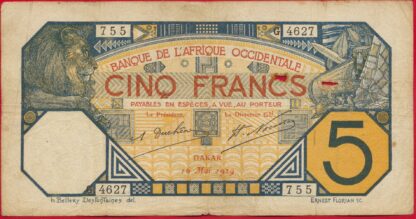 755 G 4627
BANQUE DE L'AFRIQUE OCCIDENTALE
CINQ FRANCS
PAYABLES EN ESPÈCES, A VUE, AU PORTEUR
Le Président, Le Directeur Gal
DAKAR
5
4627 755
G. Bellery Desfontaines del. ERNEST FLORIAN SC.